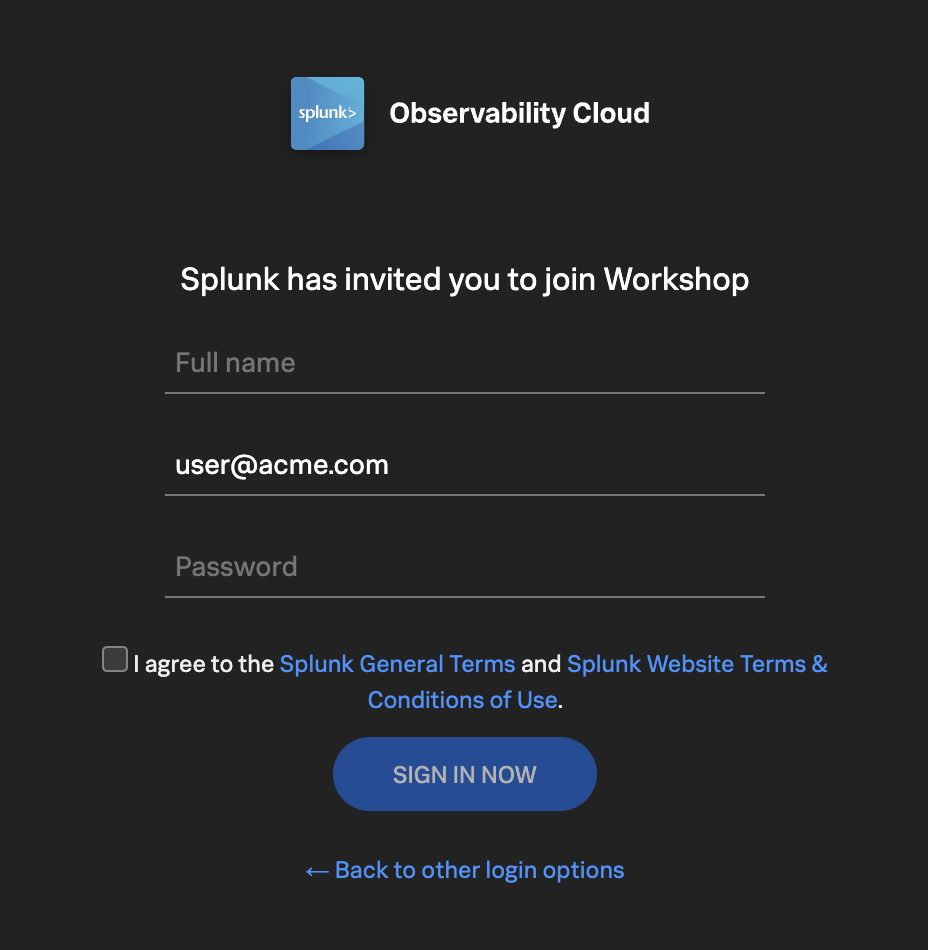 splunk>
Observability Cloud
Splunk has invited you to join Workshop
Full name
user@acme.com
Password
I agree to the Splunk General Terms and Splunk Website Terms &
Conditions of Use.
SIGN IN NOW
← Back to other login options